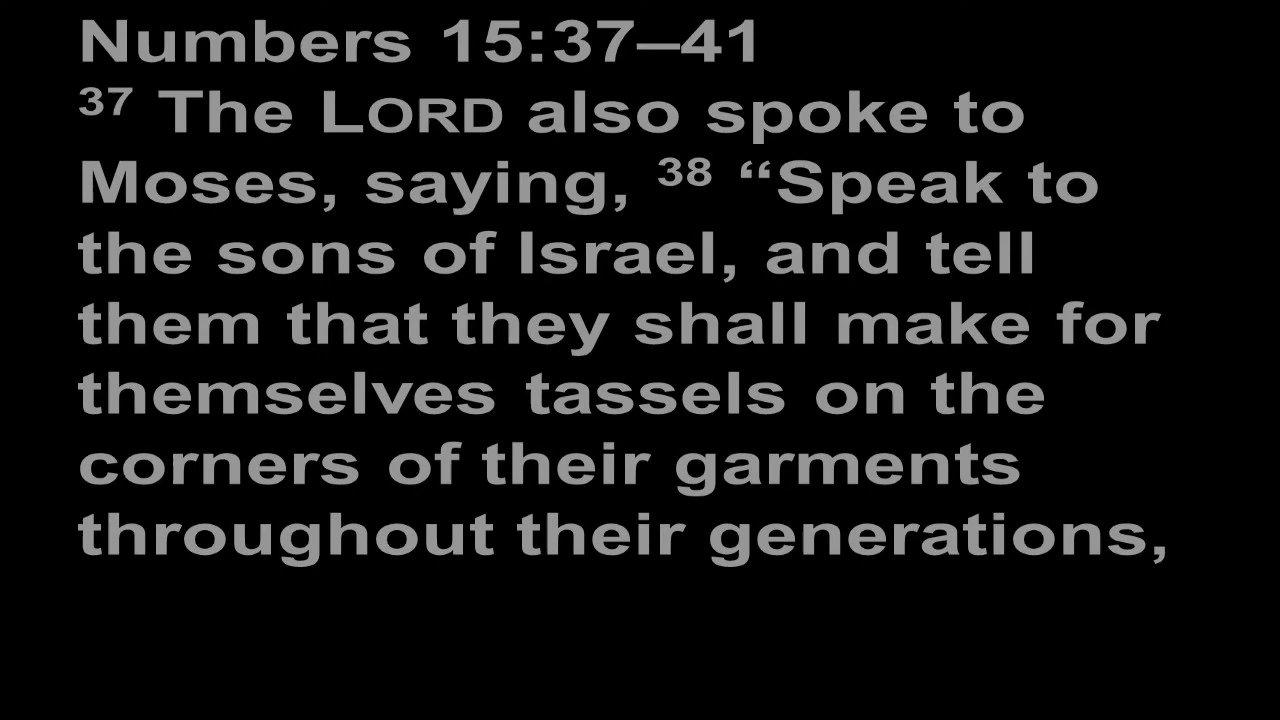 Numbers 15:37–41
³⁷ The LORD also spoke to
Moses, saying, ³⁸ “Speak to
the sons of Israel, and tell
them that they shall make for
themselves tassels on the
corners of their garments
throughout their generations,